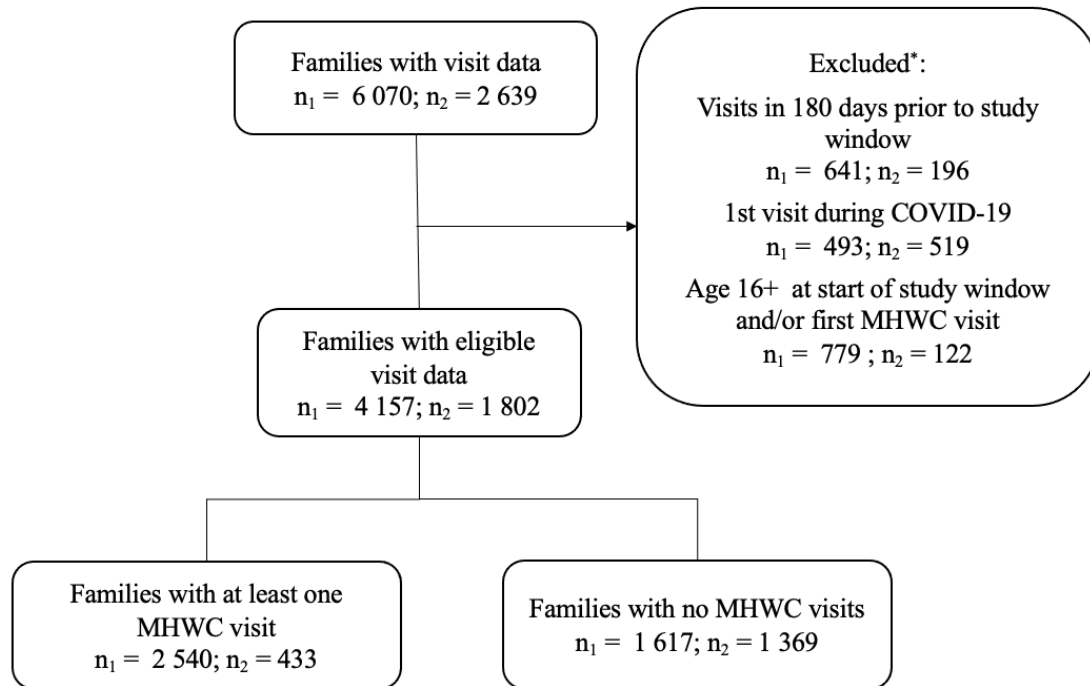 Families with visit data
n₁ = 6 070; n₂ = 2 639
Excluded*:
Visits in 180 days prior to study
window
n₁ = 641; n₂ = 196
1st visit during COVID-19
n₁ = 493; n₂ = 519
Age 16+ at start of study window
and/or first MHWC visit
n₁ = 779 ; n₂ = 122
Families with eligible
visit data
n₁ = 4 157; n₂ = 1 802
Families with at least one
MHWC visit
n₁ = 2 540; n₂ = 433
Families with no MHWC visits
n₁ = 1 617; n₂ = 1 369